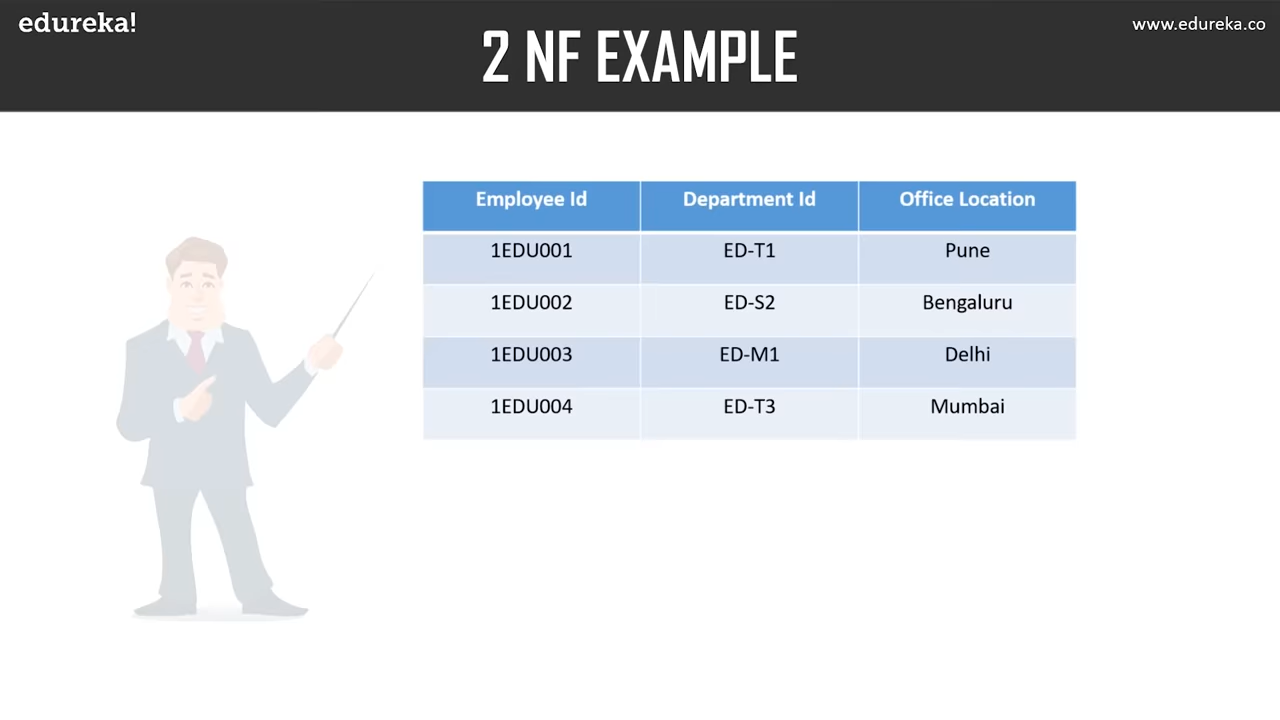 edureka!
www.edureka.co
2 NF EXAMPLE
Employee Id Department Id Office Location
1EDU001 ED-T1 Pune
1EDU002 ED-S2 Bengaluru
1EDU003 ED-M1 Delhi
1EDU004 ED-T3 Mumbai